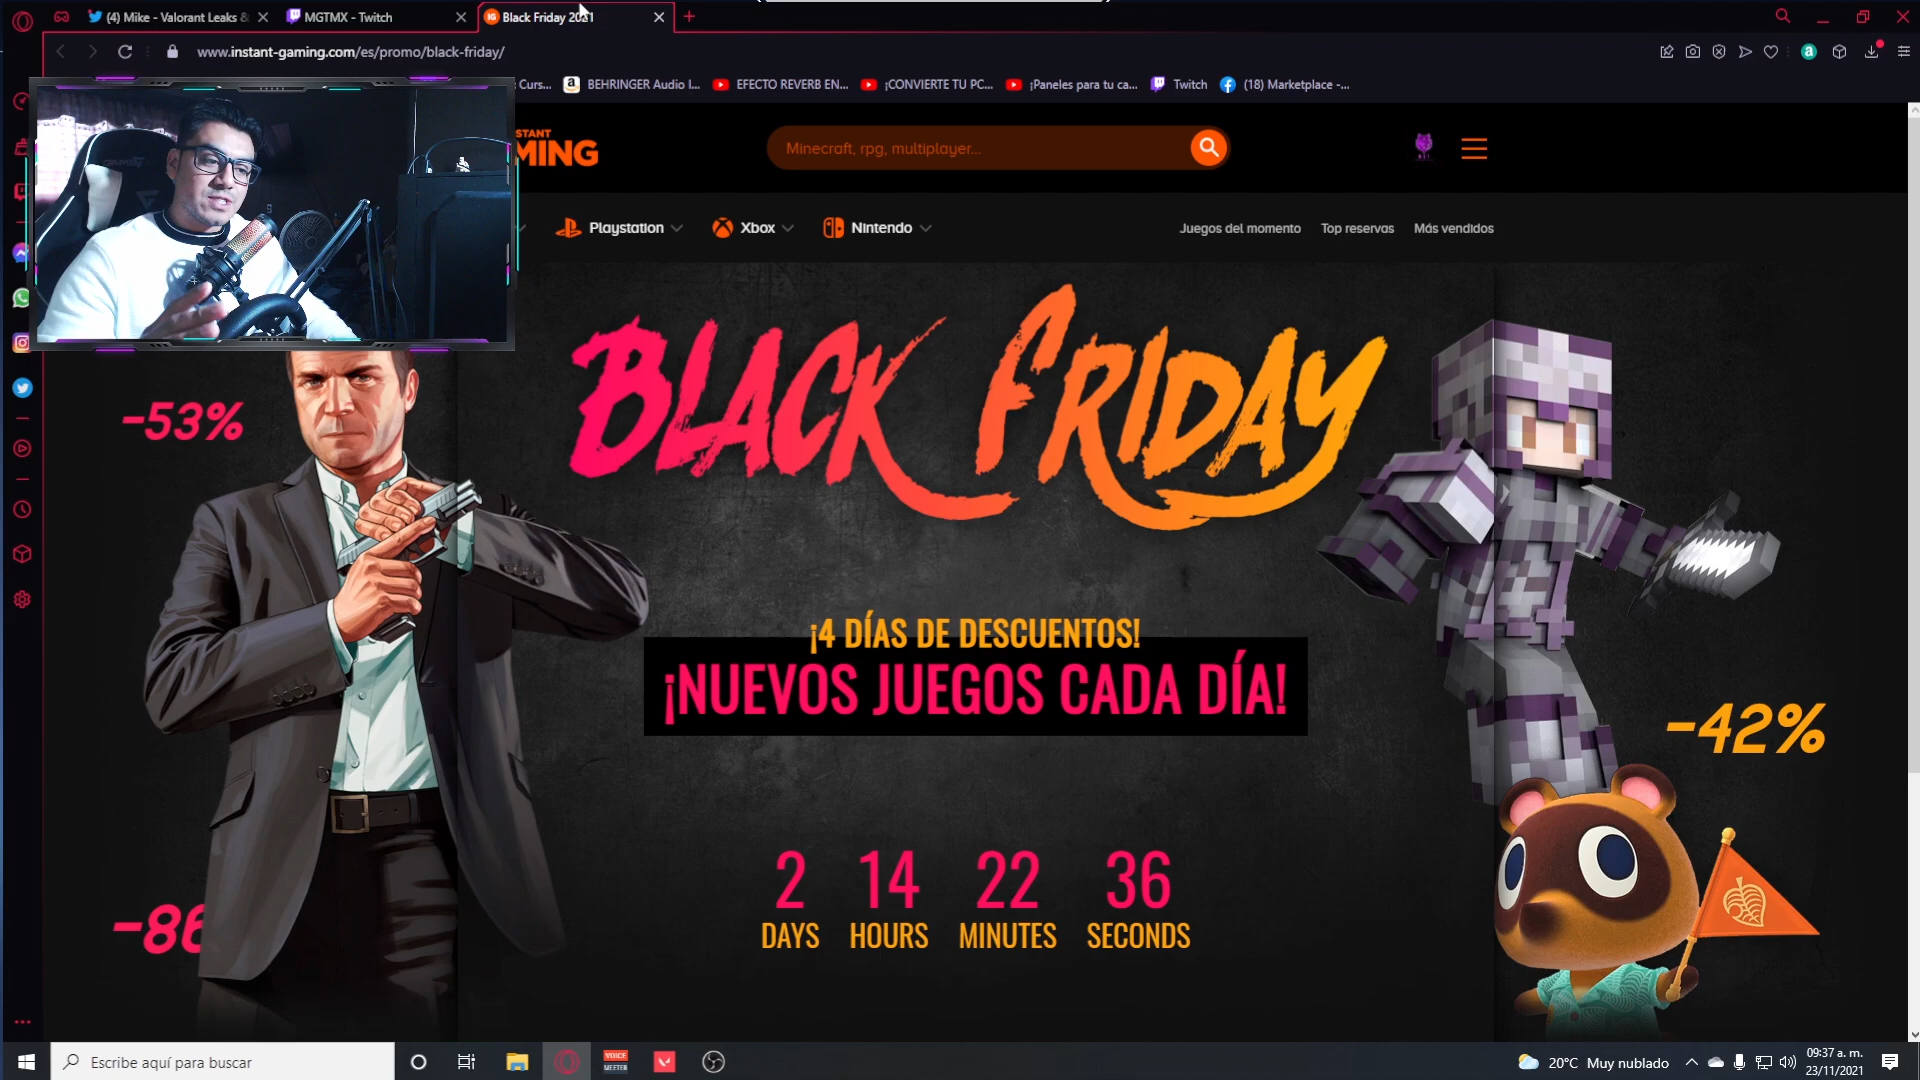 (4) Mike - Valorant Leaks &
MGTMX - Twitch
Black Friday 2021
www.instant-gaming.com/es/promo/black-friday/
Curs...
BEHRINGER Audio I...
EFECTO REVERB EN...
¡CONVIERTE TU PC...
¡Paneles para tu ca...
Twitch
(18) Marketplace -...
STANT
MING
Minecraft, rpg, multiplayer...
Playstation
Xbox
Nintendo
Juegos del momento
Top reservas
Más vendidos
BLACK FRIDAY
-53%
¡4 DÍAS DE DESCUENTOS!
¡NUEVOS JUEGOS CADA DÍA!
-42%
-86
2 14 22 36
DAYS HOURS MINUTES SECONDS
Escribe aquí para buscar
VOICE
MEETER
20°C Muy nublado
09:37 a. m.
23/11/2021